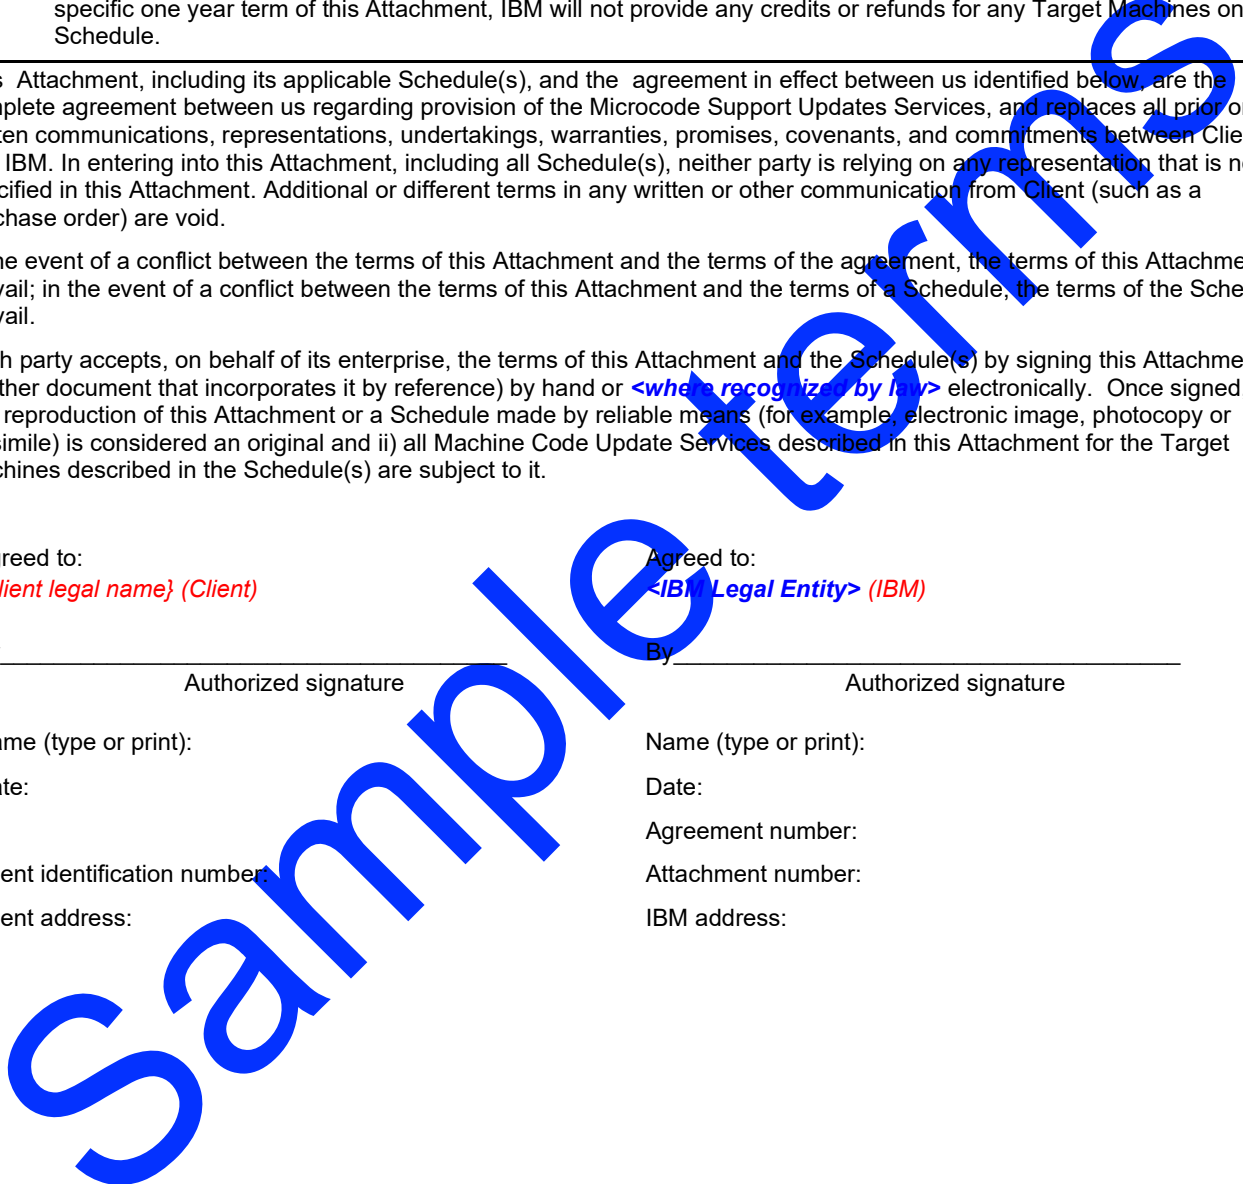 specific one year term of this Attachment, IBM will not provide any credits or refunds for any Target Machines on
Schedule.
s Attachment, including its applicable Schedule(s), and the agreement in effect between us identified below, are the
mplete agreement between us regarding provision of the Microcode Support Updates Services, and replaces all prior or
ten communications, representations, undertakings, warranties, promises, covenants, and commitments between Clie
IBM. In entering into this Attachment, including all Schedule(s), neither party is relying on any representation that is no
cified in this Attachment. Additional or different terms in any written or other communication from Client (such as a
chase order) are void.
he event of a conflict between the terms of this Attachment and the terms of the agreement, the terms of this Attachme
vail; in the event of a conflict between the terms of this Attachment and the terms of a Schedule, the terms of the Sche
vail.
h party accepts, on behalf of its enterprise, the terms of this Attachment and the Schedule(s) by signing this Attachme
ther document that incorporates it by reference) by hand or <where recognized by law> electronically. Once signed
reproduction of this Attachment or a Schedule made by reliable means (for example, electronic image, photocopy or
simile) is considered an original and ii) all Machine Code Update Services described in this Attachment for the Target
chines described in the Schedule(s) are subject to it.
greed to:
lient legal name} (Client)
Authorized signature
ame (type or print):
ate:
ent identification number:
ent address:
Agreed to:
<IBM Legal Entity> (IBM)
By______________________________________
Authorized signature
Name (type or print):
Date:
Agreement number:
Attachment number:
IBM address:
Sample terms